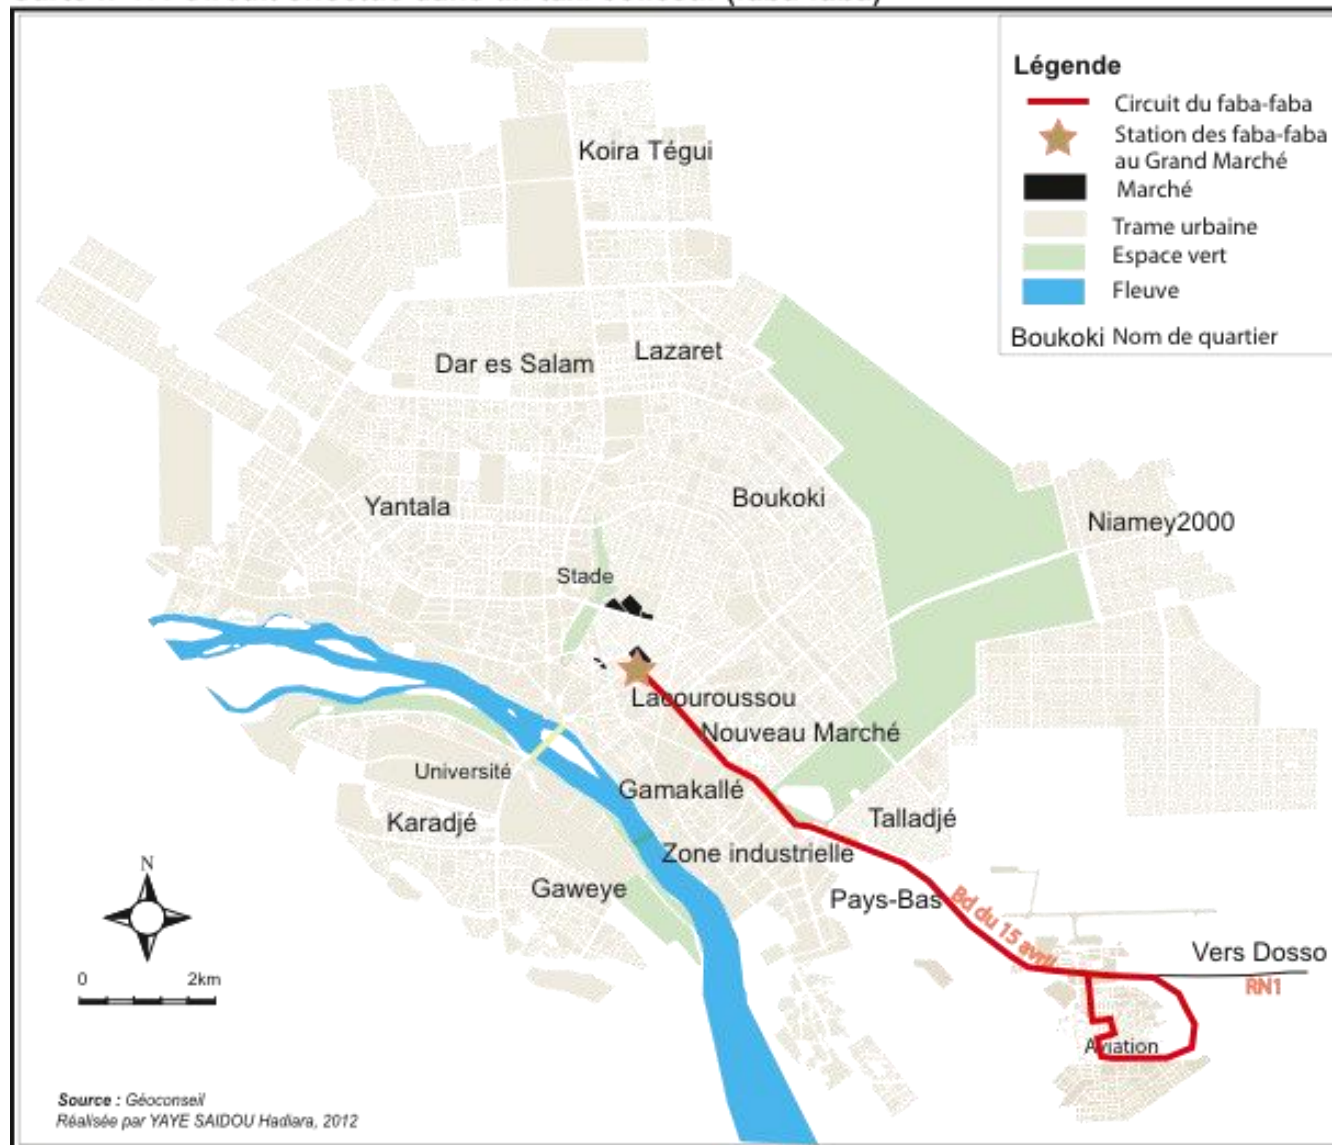 Légende
Circuit du faba-faba
Station des faba-faba
au Grand Marché
Marché
Trame urbaine
Espace vert
Fleuve
Boukoki Nom de quartier
Koira Tégui
Lazaret
Dar es Salam
Boukoki
Yantala
Niamey2000
Stade
Lacouroussou
Nouveau Marché
Université
Gamakallé
Talladjé
Karadjé
Zone industrielle
Gaweye
Pays-Bas
Bd du 15 avril
Vers Dosso
RN1
Aviation
N
0 2km
Source : Géoconseil
Réalisée par YAYE SAIDOU Hadiara, 2012